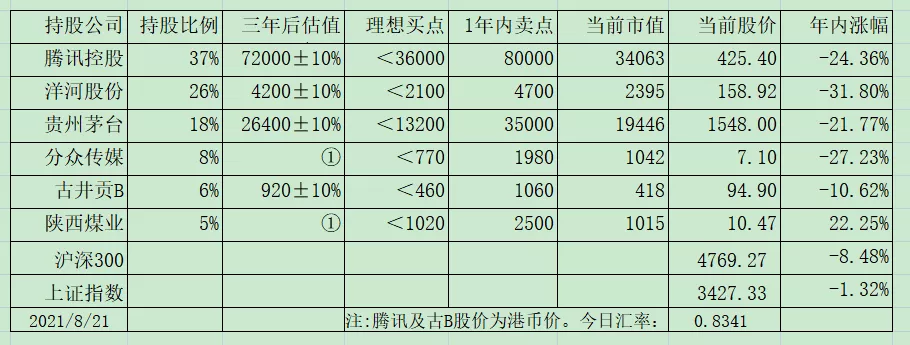 持股公司 持股比例 三年后估值 理想买点 1年内卖点 当前市值 当前股价 年内涨幅
腾讯控股 37% 72000±10% <36000 80000 34063 425.40 -24.36%
洋河股份 26% 4200±10% <2100 4700 2395 158.92 -31.80%
贵州茅台 18% 26400±10% <13200 35000 19446 1548.00 -21.77%
分众传媒 8% ① <770 1980 1042 7.10 -27.23%
古井贡B 6% 920±10% <460 1060 418 94.90 -10.62%
陕西煤业 5% ① <1020 2500 1015 10.47 22.25%
沪深300 4769.27 -8.48%
上证指数 3427.33 -1.32%
2021/8/21 注:腾讯及古B股价为港币价。今日汇率: 0.8341